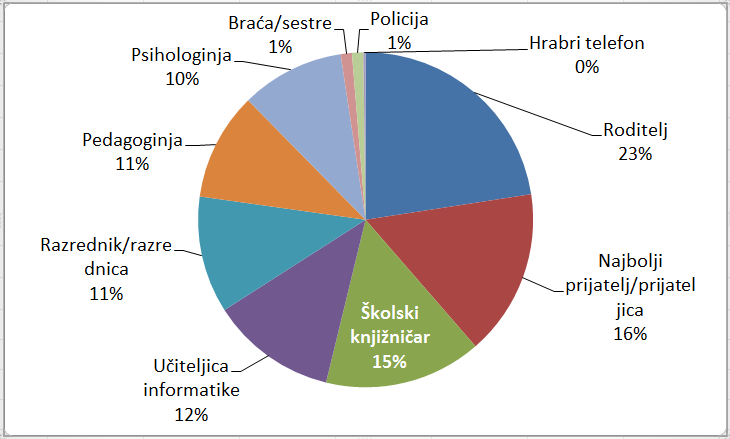 Policija
1%
Hrabri telefon
0%
Roditelj
23%
Najbolji
prijatelj/prijatel
jica
16%
Školski
knjižničar
15%
Učiteljica
informatike
12%
Razrednik/razre
dnica
11%
Pedagoginja
11%
Psihologinja
10%
Braća/sestre
1%